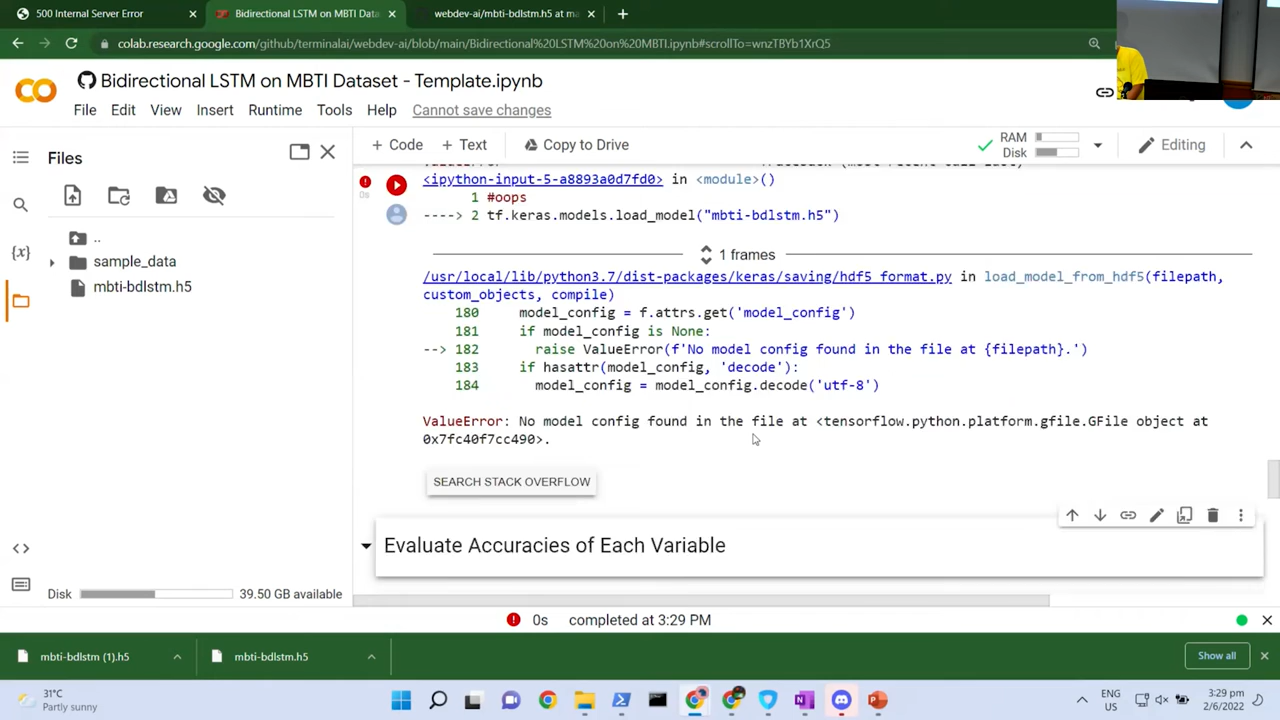 500 Internal Server Error
Bidirectional LSTM on MBTI Datas
webdev-ai/mbti-bdlstm.h5 at ma
colab.research.google.com/github/terminalai/webdev-ai/blob/main/Bidirectional%20LSTM%20on%20MBTI.ipynb#scrollTo=wnzTBYb1XrQ5
Bidirectional LSTM on MBTI Dataset - Template.ipynb
File Edit View Insert Runtime Tools Help Cannot save changes
Files
+ Code + Text Copy to Drive
RAM
Disk
Editing
<ipython-input-5-a8893a0d7fd0> in <module>()
1 #oops
----> 2 tf.keras.models.load_model("mbti-bdlstm.h5")
1 frames
/usr/local/lib/python3.7/dist-packages/keras/saving/hdf5_format.py in load_model_from_hdf5(filepath,
custom_objects, compile)
180 model_config = f.attrs.get('model_config')
181 if model_config is None:
--> 182 raise ValueError(f'No model config found in the file at {filepath}.')
183 if hasattr(model_config, 'decode'):
184 model_config = model_config.decode('utf-8')
ValueError: No model config found in the file at <tensorflow.python.platform.gfile.GFile object at
0x7fc40f7cc490>.
SEARCH STACK OVERFLOW
Evaluate Accuracies of Each Variable
..
sample_data
mbti-bdlstm.h5
{x}
Disk 39.50 GB available
0s
0s completed at 3:29 PM
mbti-bdlstm (1).h5
mbti-bdlstm.h5
Show all
31°C
Partly sunny
ENG
US
3:29 pm
2/6/2022